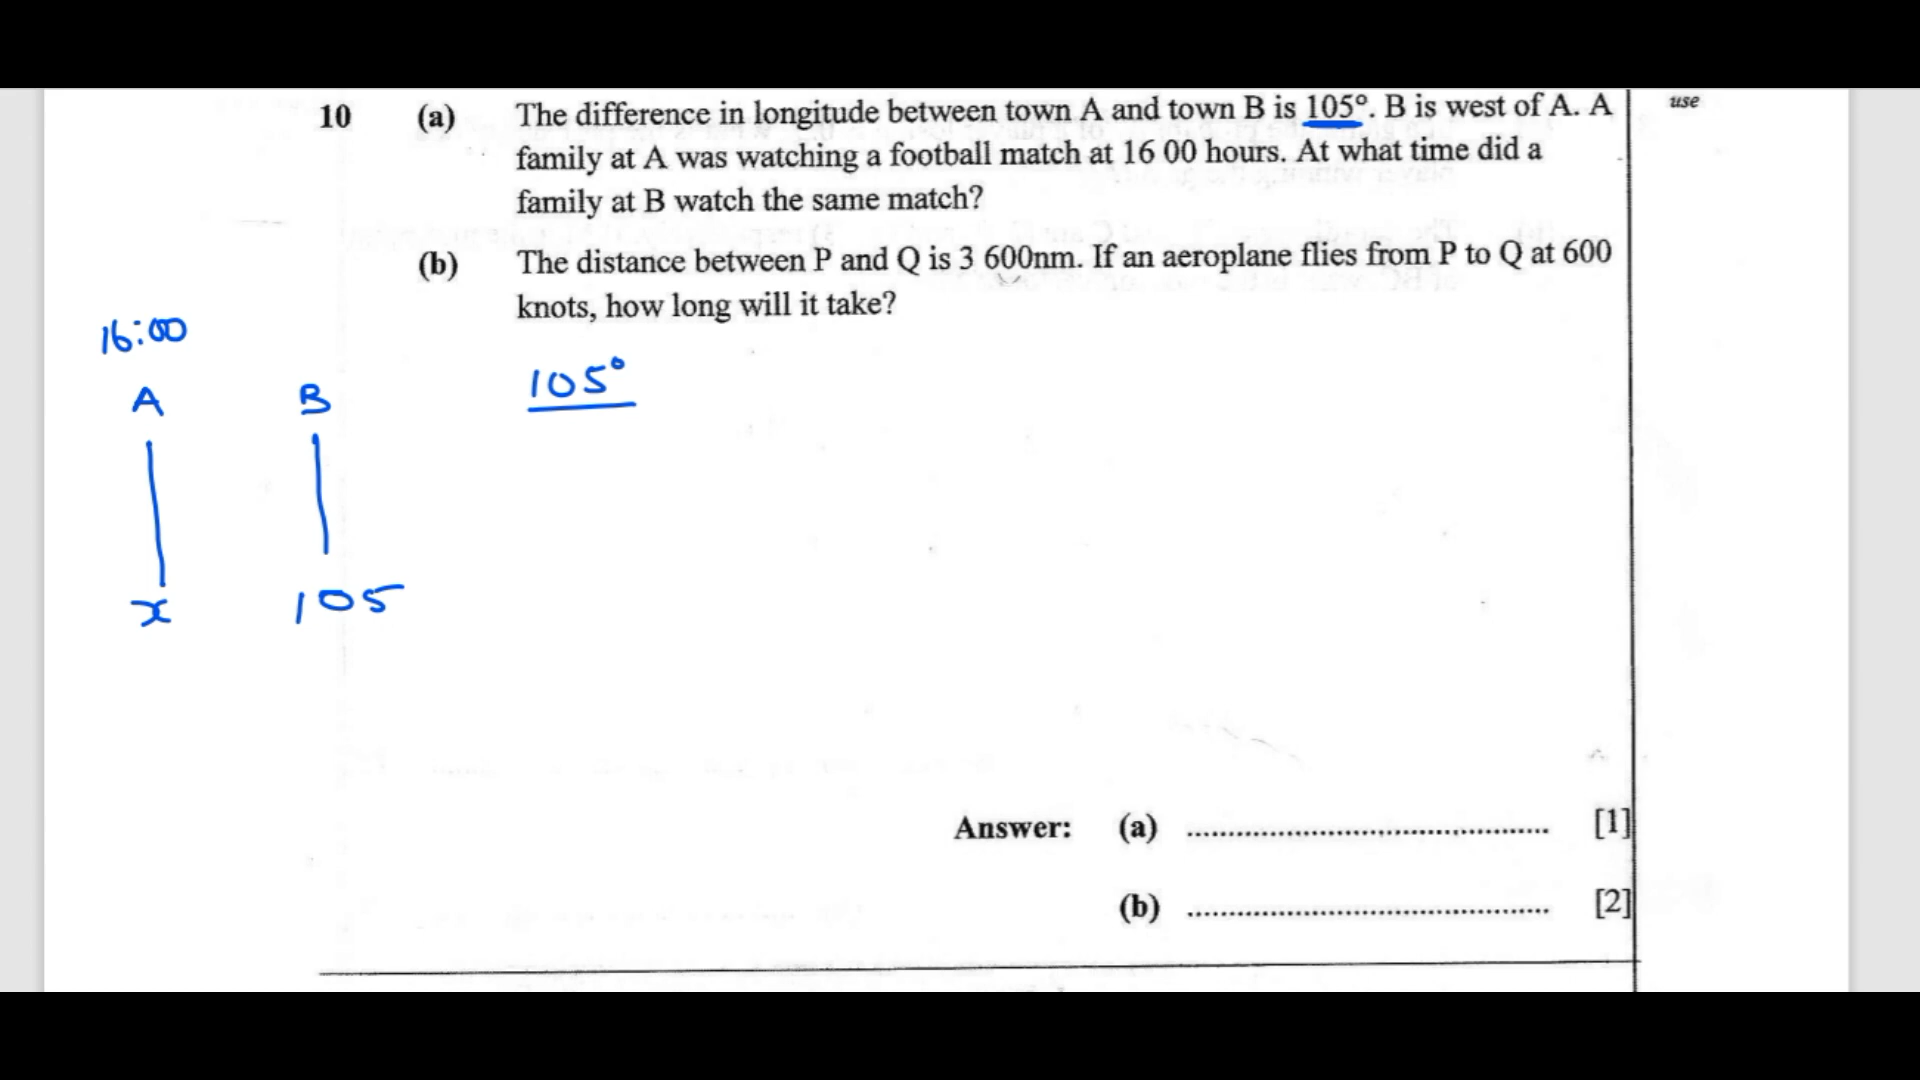 10 (a) The difference in longitude between town A and town B is 105°. B is west of A. A use
family at A was watching a football match at 16 00 hours. At what time did a
family at B watch the same match?
(b) The distance between P and Q is 3 600nm. If an aeroplane flies from P to Q at 600
knots, how long will it take?
16:00
105°
A B
x 105
Answer: (a) ................................................ [1]
(b) ................................................ [2]